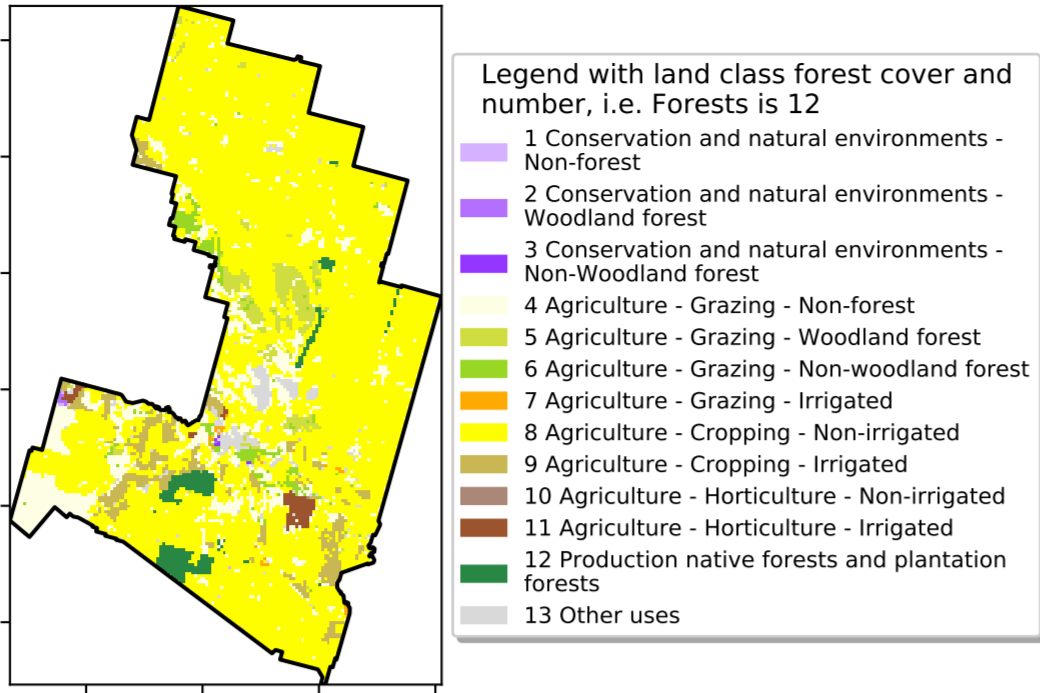 Legend with land class forest cover and
number, i.e. Forests is 12
1 Conservation and natural environments -
Non-forest
2 Conservation and natural environments -
Woodland forest
3 Conservation and natural environments -
Non-Woodland forest
4 Agriculture - Grazing - Non-forest
5 Agriculture - Grazing - Woodland forest
6 Agriculture - Grazing - Non-woodland forest
7 Agriculture - Grazing - Irrigated
8 Agriculture - Cropping - Non-irrigated
9 Agriculture - Cropping - Irrigated
10 Agriculture - Horticulture - Non-irrigated
11 Agriculture - Horticulture - Irrigated
12 Production native forests and plantation
forests
13 Other uses